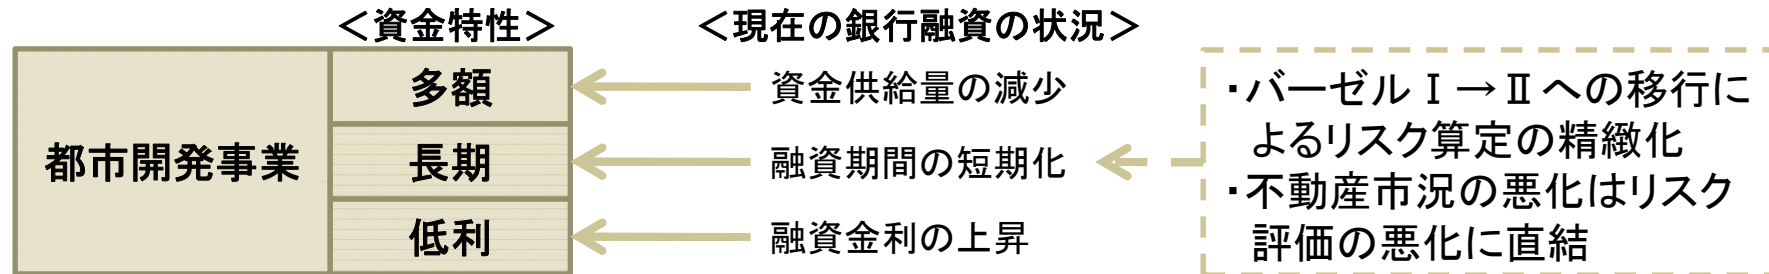 ＜資金特性＞
＜現在の銀行融資の状況＞
都市開発事業
多額
長期
低利
資金供給量の減少
融資期間の短期化
融資金利の上昇
・バーゼルⅠ→Ⅱへの移行に
よるリスク算定の精緻化
・不動産市況の悪化はリスク
評価の悪化に直結